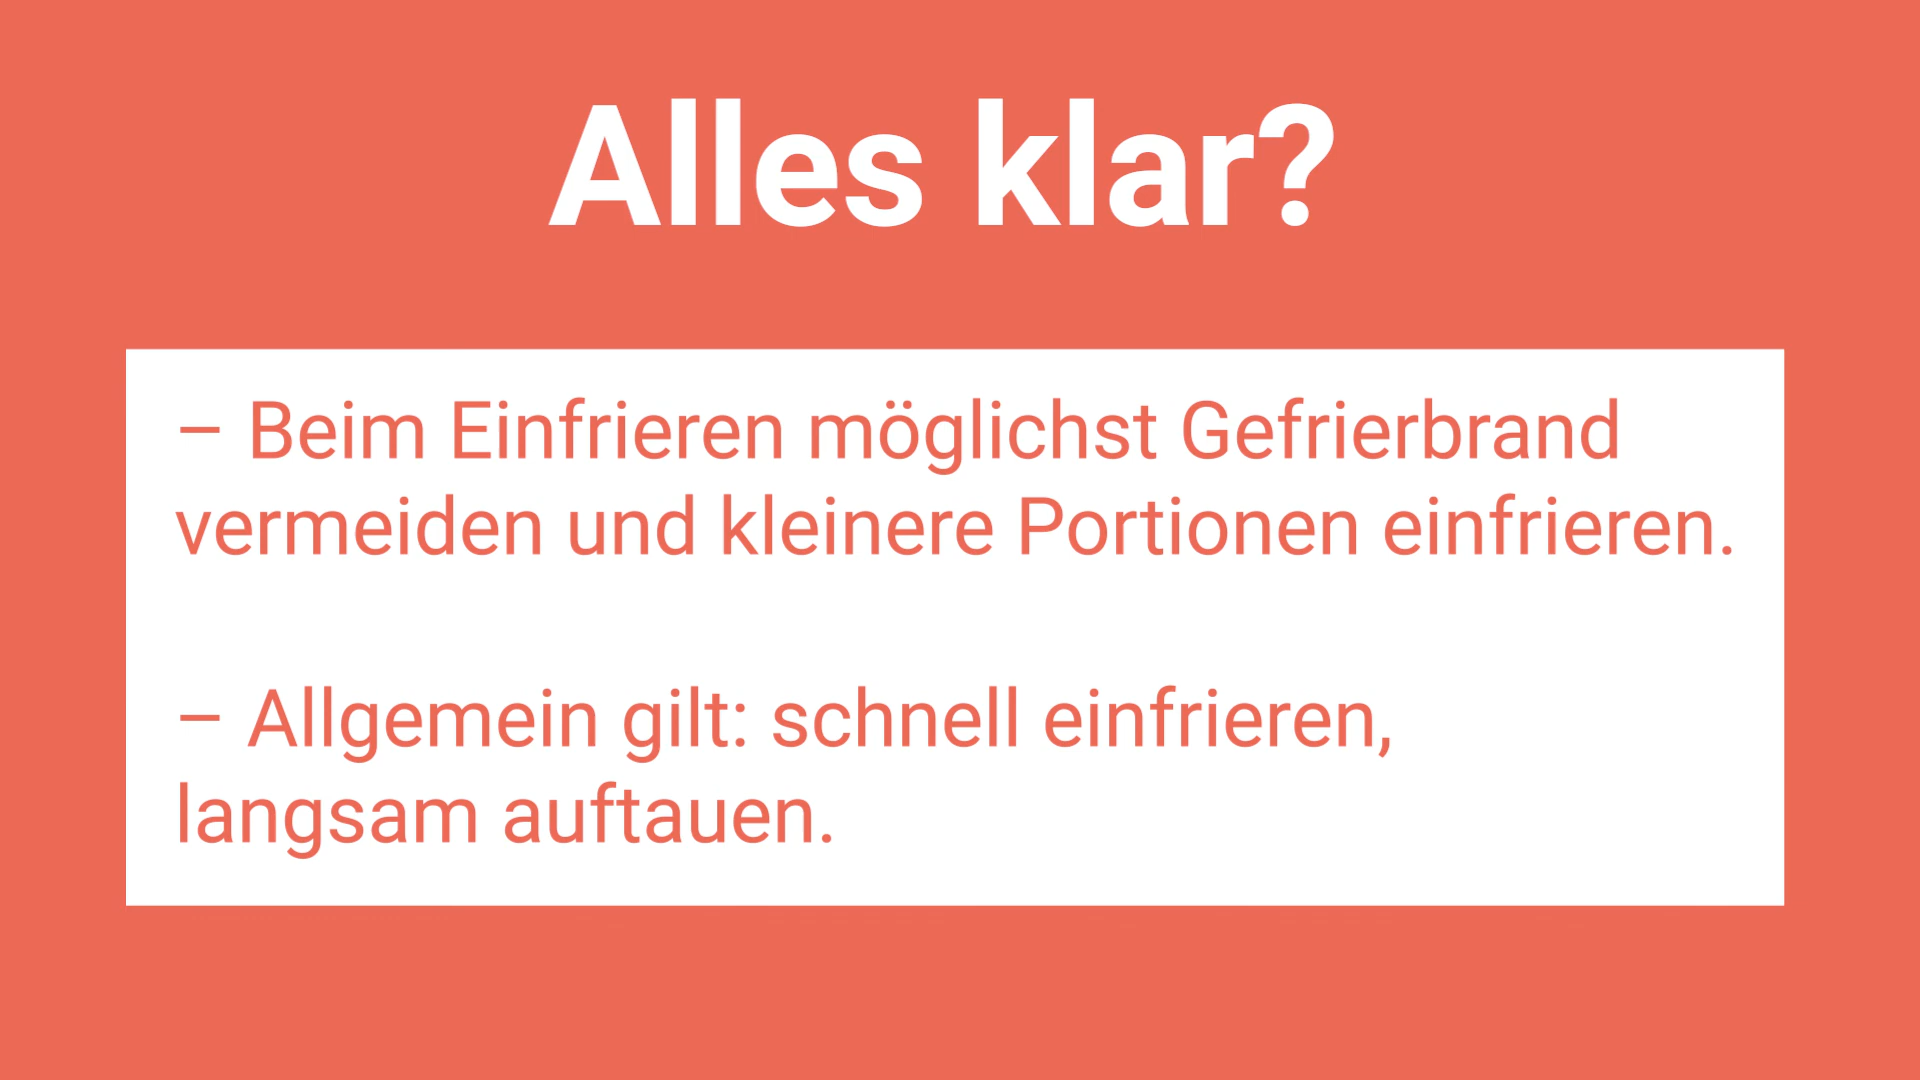 Alles klar?
– Beim Einfrieren möglichst Gefrierbrand
vermeiden und kleinere Portionen einfrieren.
– Allgemein gilt: schnell einfrieren,
langsam auftauen.